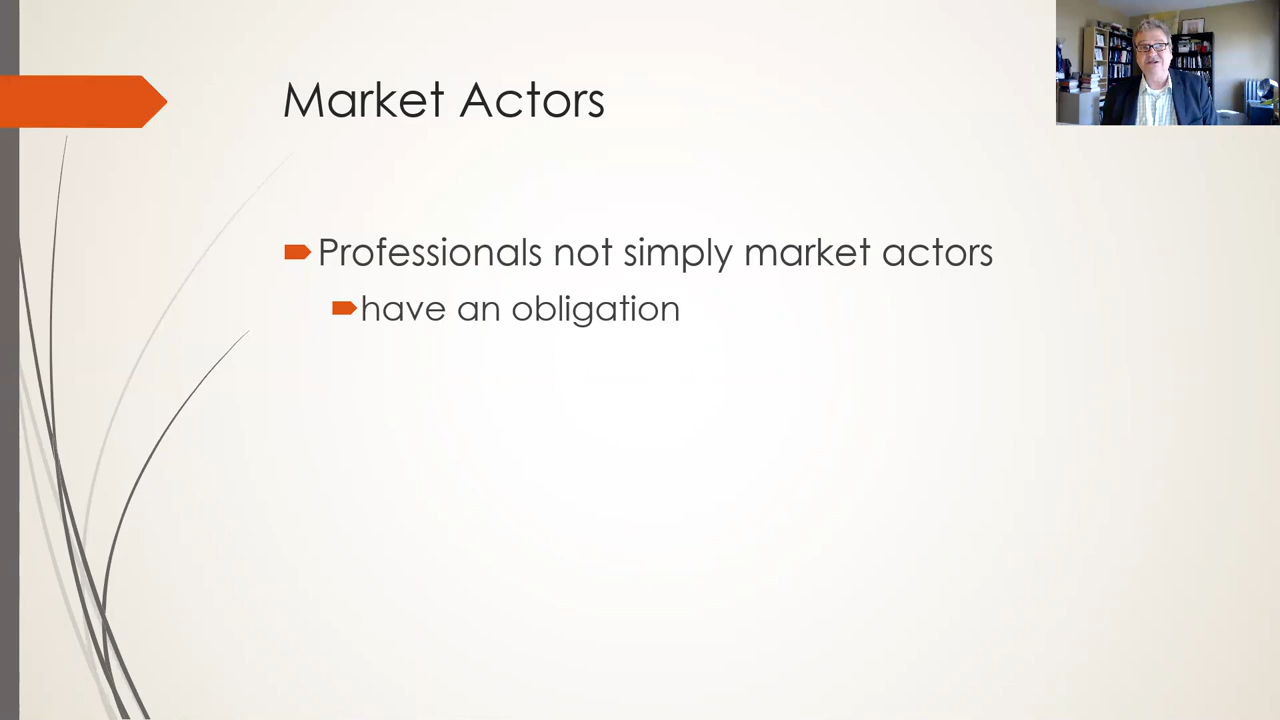 Market Actors
Professionals not simply market actors
have an obligation